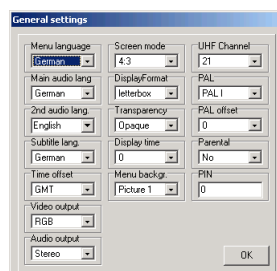 General settings
Menu language
German
Main audio lang
German
2nd audio lang.
English
Subtitle lang.
German
Time offset
GMT
Video output
RGB
Audio output
Stereo
Screen mode
4:3
DisplayFormat
letterbox
Transparency
Opaque
Display time
0
Menu backgr.
Picture 1
UHF Channel
21
PAL
PAL I
PAL offset
0
Parental
No
PIN
0
OK